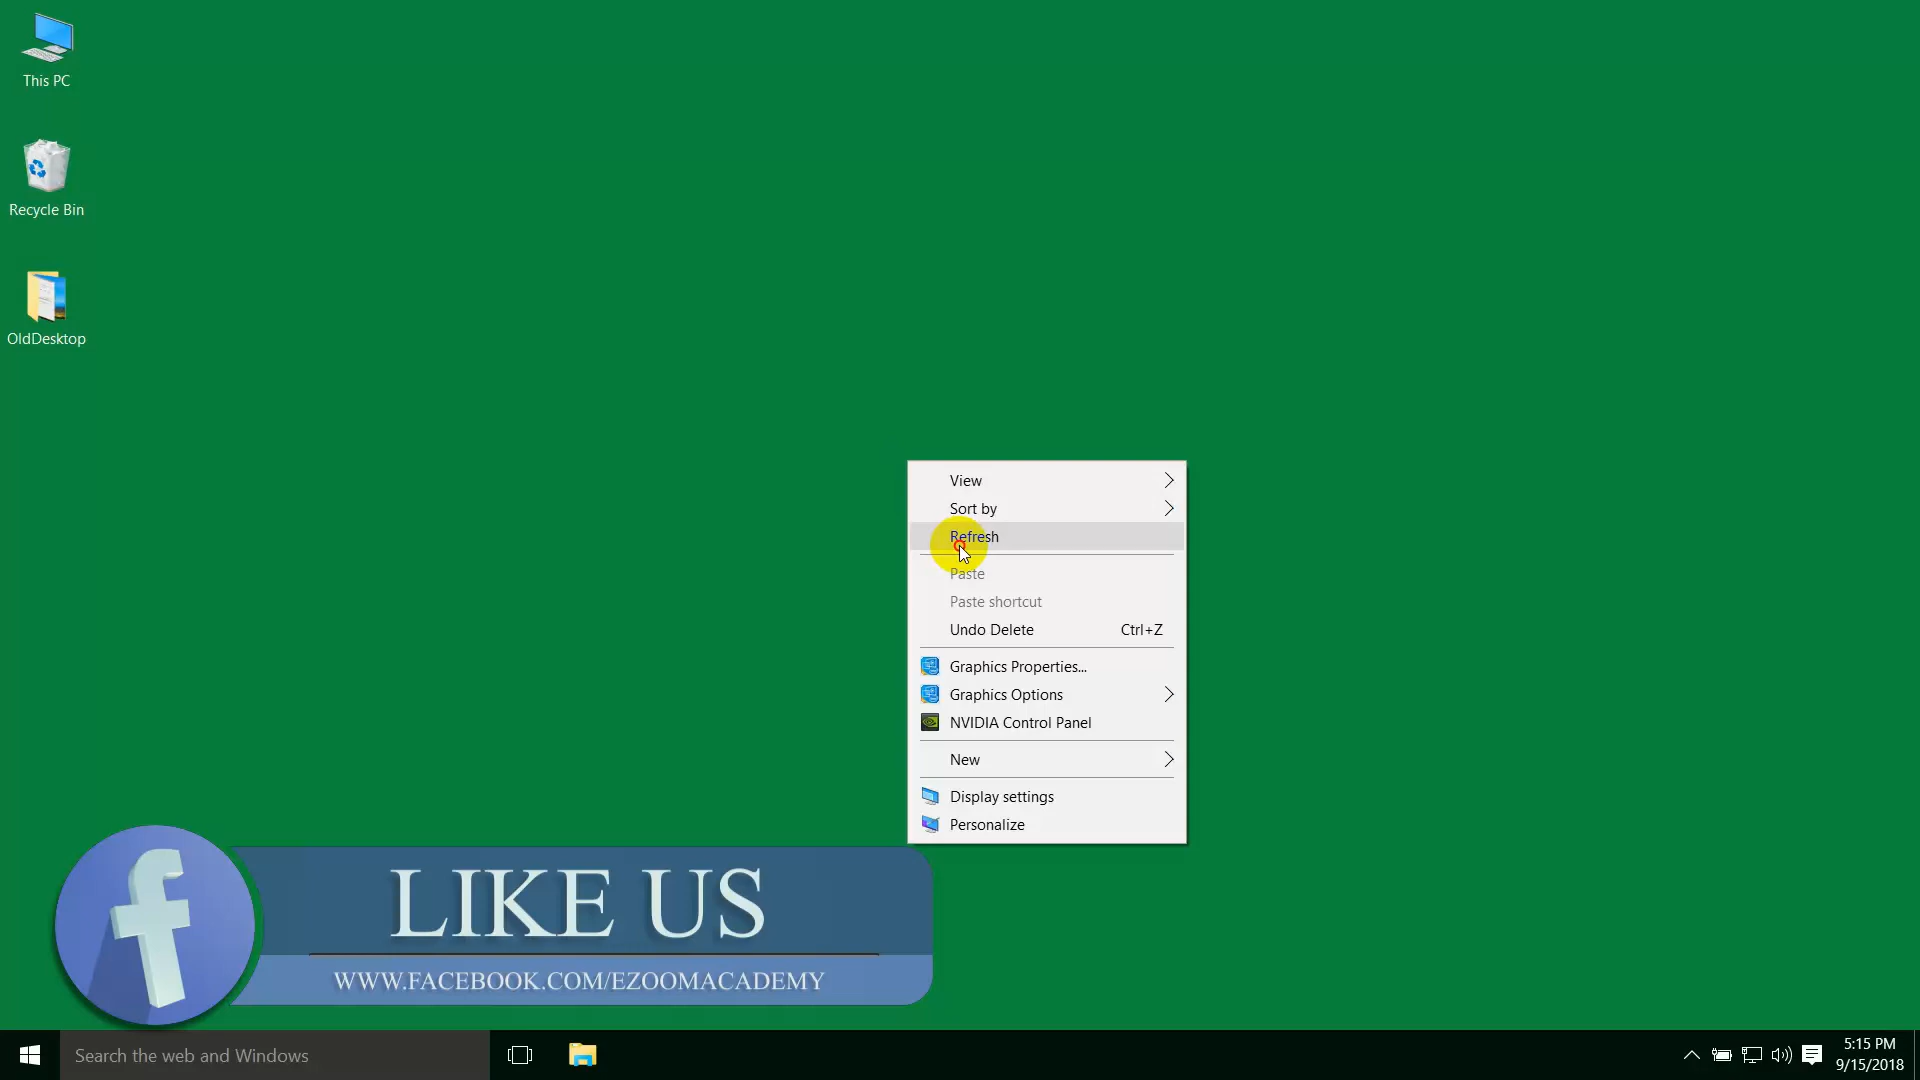 This PC
Recycle Bin
OldDesktop
View
Sort by
Refresh
Paste
Paste shortcut
Undo Delete Ctrl+Z
Graphics Properties...
Graphics Options
NVIDIA Control Panel
New
Display settings
Personalize
f
LIKE US
WWW.FACEBOOK.COM/EZOOMACADEMY
Search the web and Windows
5:15 PM
9/15/2018